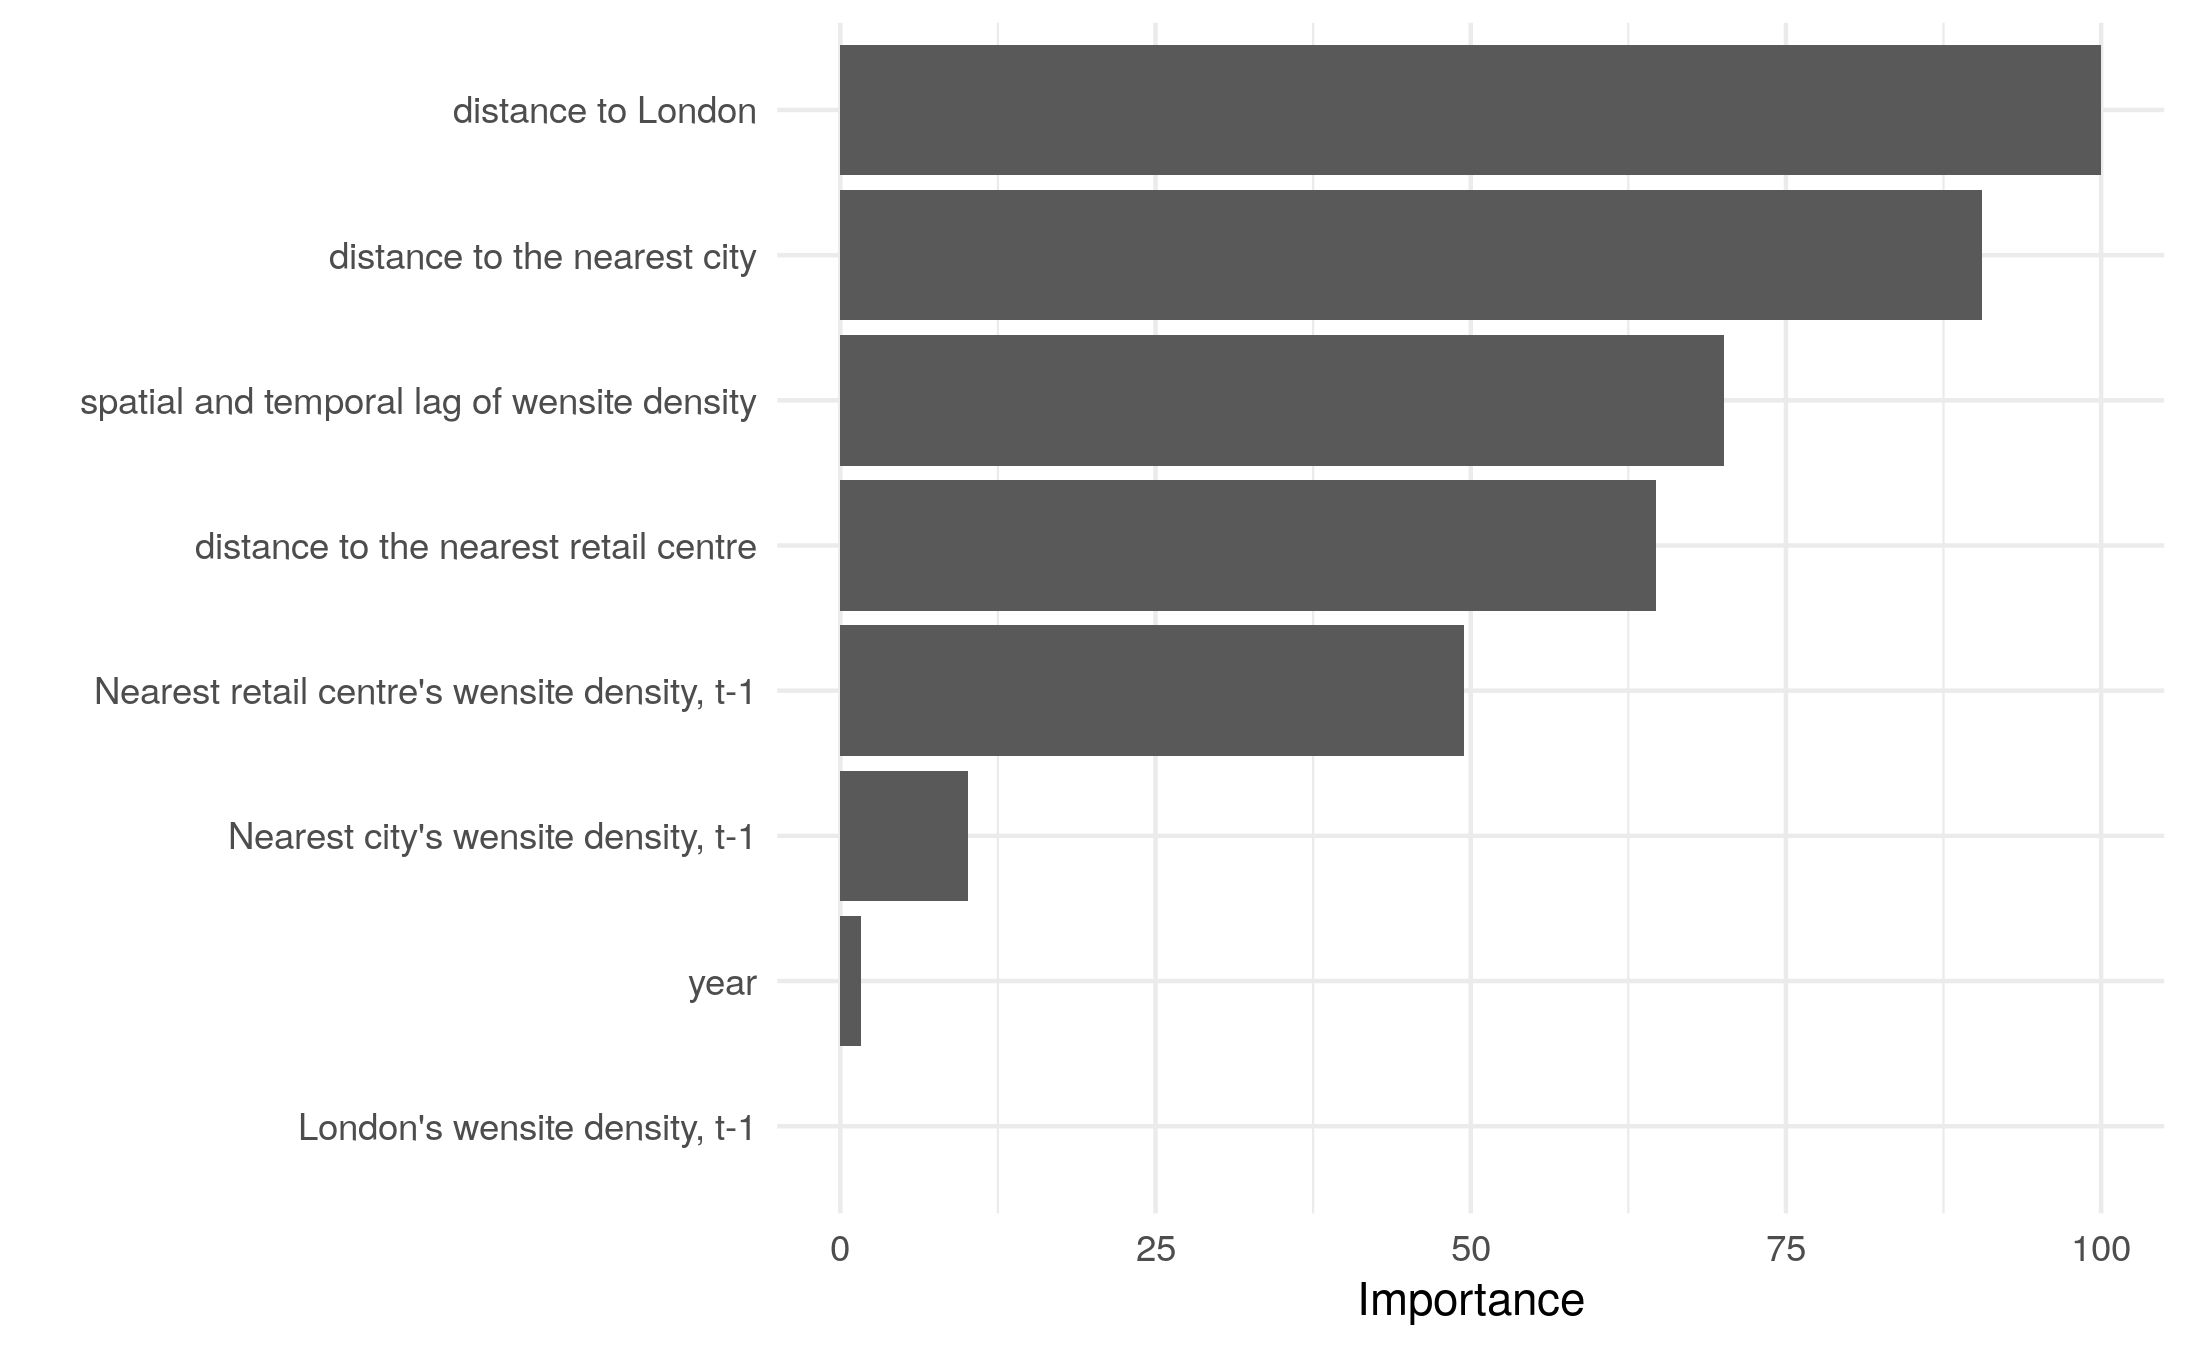 distance to London
distance to the nearest city
spatial and temporal lag of wensite density
distance to the nearest retail centre
Nearest retail centre's wensite density, t-1
Nearest city's wensite density, t-1
year
London's wensite density, t-1
0 25 50 75 100
Importance